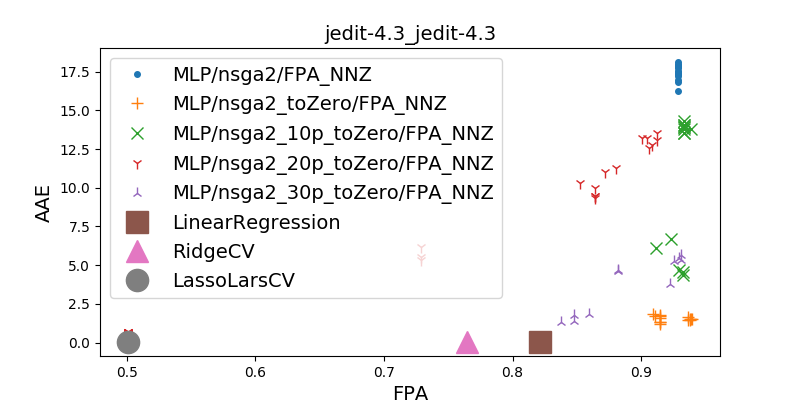 jedit-4.3_jedit-4.3
AAE
17.5
15.0
12.5
10.0
7.5
5.0
2.5
0.0
MLP/nsga2/FPA_NNZ
MLP/nsga2_toZero/FPA_NNZ
MLP/nsga2_10p_toZero/FPA_NNZ
MLP/nsga2_20p_toZero/FPA_NNZ
MLP/nsga2_30p_toZero/FPA_NNZ
LinearRegression
RidgeCV
LassoLarsCV
0.5 0.6 0.7 0.8 0.9
FPA